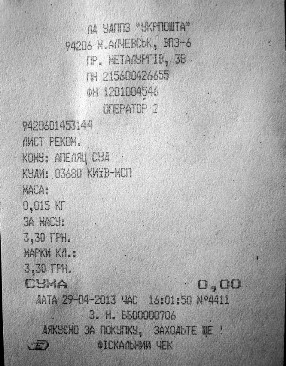 ЛА УДППЗ "УКРПОШТА"
94206 М.АЛЧЕВСЬК, ВПЗ-6
ПР. МЕТАЛУРГІВ, 38
ПН 215600426655
ФН 1201004546
ОПЕРАТОР 2
9420601453144
ЛИСТ РЕКОМ.
КОМУ: АПЕЛЯЦ СУД
КУДИ: 03680 КИЇВ-МСП
МАСА:
0,015 КГ
ЗА МАСУ:
3,30 ГРН.
МАРКИ КЛ.:
3,30 ГРН.
СУМА 0,00
ДАТА 29-04-2013 ЧАС 16:01:50 №4411
З. Н. ББ00000706
ДЯКУЄМО ЗА ПОКУПКУ, ЗАХОДЬТЕ ЩЕ !
ФІСКАЛЬНИЙ ЧЕК